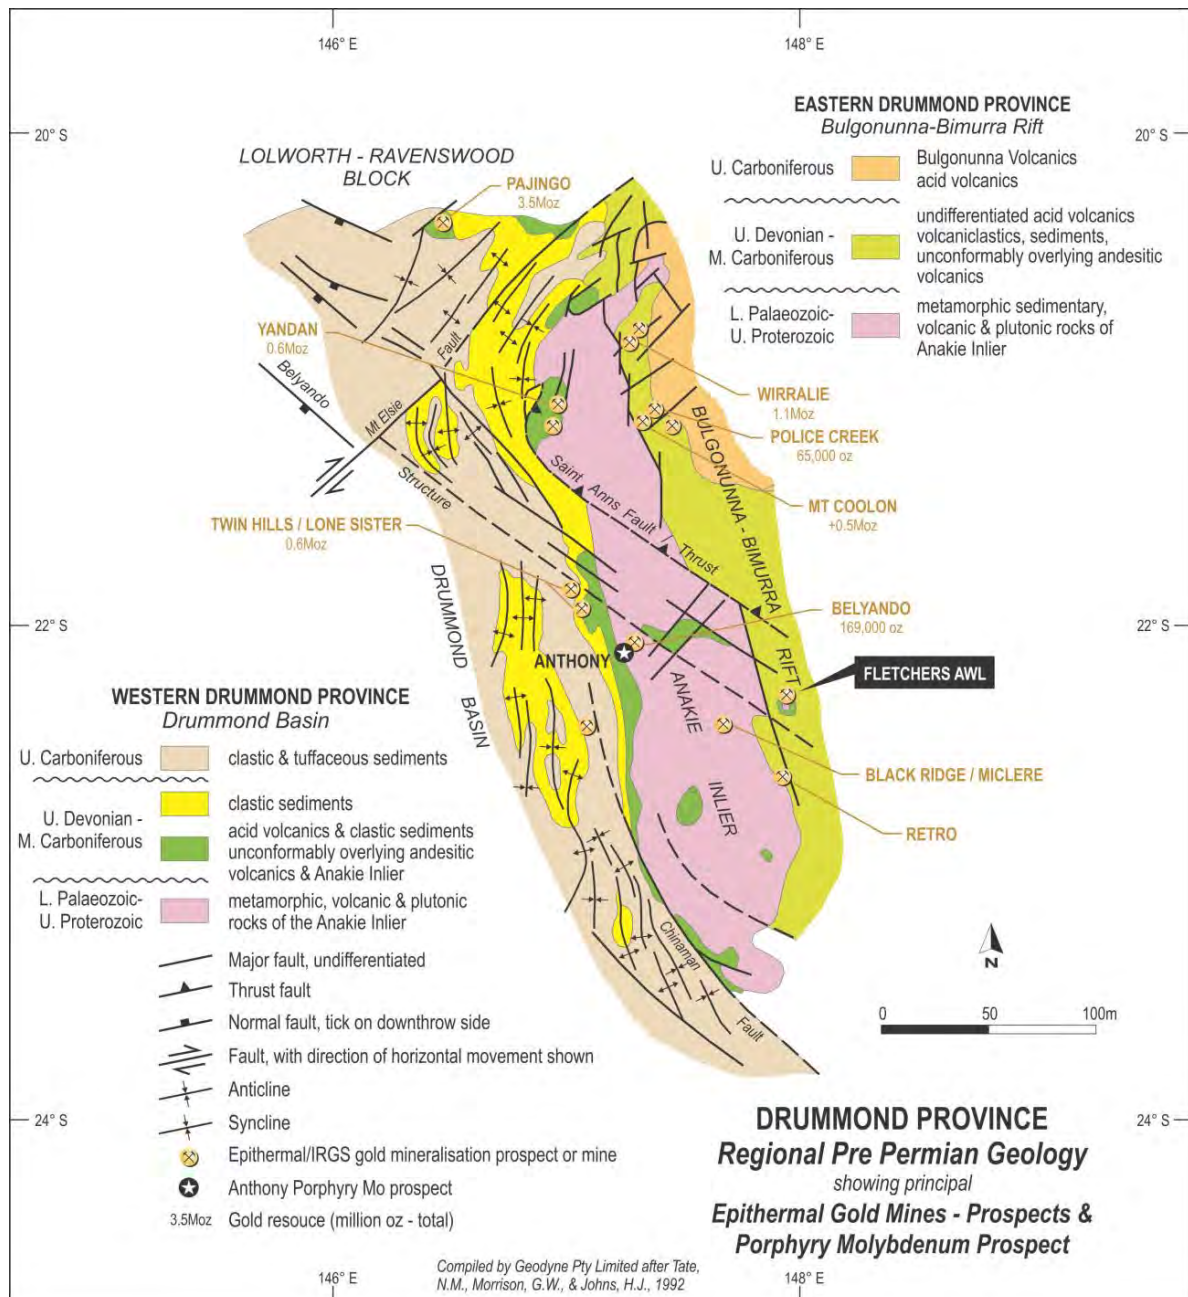 146° E
148° E
20° S
20° S
EASTERN DRUMMOND PROVINCE
Bulgonunna-Bimurra Rift
U. Carboniferous
Bulgonunna Volcanics
acid volcanics
U. Devonian -
M. Carboniferous
undifferentiated acid volcanics
volcaniclastics, sediments,
unconformably overlying andesitic
volcanics
L. Palaeozoic-
U. Proterozoic
metamorphic sedimentary,
volcanic & plutonic rocks of
Anakie Inlier
LOLWORTH - RAVENSWOOD
BLOCK
PAJINGO
3.5Moz
YANDAN
0.6Moz
Belyando
Structure
Mt Elsie
Fault
WIRRALIE
1.1Moz
POLICE CREEK
65,000 oz
MT COOLON
+0.5Moz
Saint Anns Fault / Thrust
BULGONUNNA - BIMURRA RIFT
TWIN HILLS / LONE SISTER
0.6Moz
DRUMMOND BASIN
22° S
22° S
BELYANDO
169,000 oz
ANTHONY
FLETCHERS AWL
ANAKIE INLIER
BLACK RIDGE / MICLERE
RETRO
Chinaman Fault
WESTERN DRUMMOND PROVINCE
Drummond Basin
U. Carboniferous
clastic & tuffaceous sediments
U. Devonian -
M. Carboniferous
clastic sediments
acid volcanics & clastic sediments
unconformably overlying andesitic
volcanics & Anakie Inlier
L. Palaeozoic-
U. Proterozoic
metamorphic, volcanic & plutonic
rocks of the Anakie Inlier
Major fault, undifferentiated
Thrust fault
Normal fault, tick on downthrow side
Fault, with direction of horizontal movement shown
Anticline
Syncline
Epithermal/IRGS gold mineralisation prospect or mine
Anthony Porphyry Mo prospect
3.5Moz Gold resouce (million oz - total)
N
0 50 100m
24° S
24° S
DRUMMOND PROVINCE
Regional Pre Permian Geology
showing principal
Epithermal Gold Mines - Prospects &
Porphyry Molybdenum Prospect
Compiled by Geodyne Pty Limited after Tate,
N.M., Morrison, G.W., & Johns, H.J., 1992
146° E
148° E